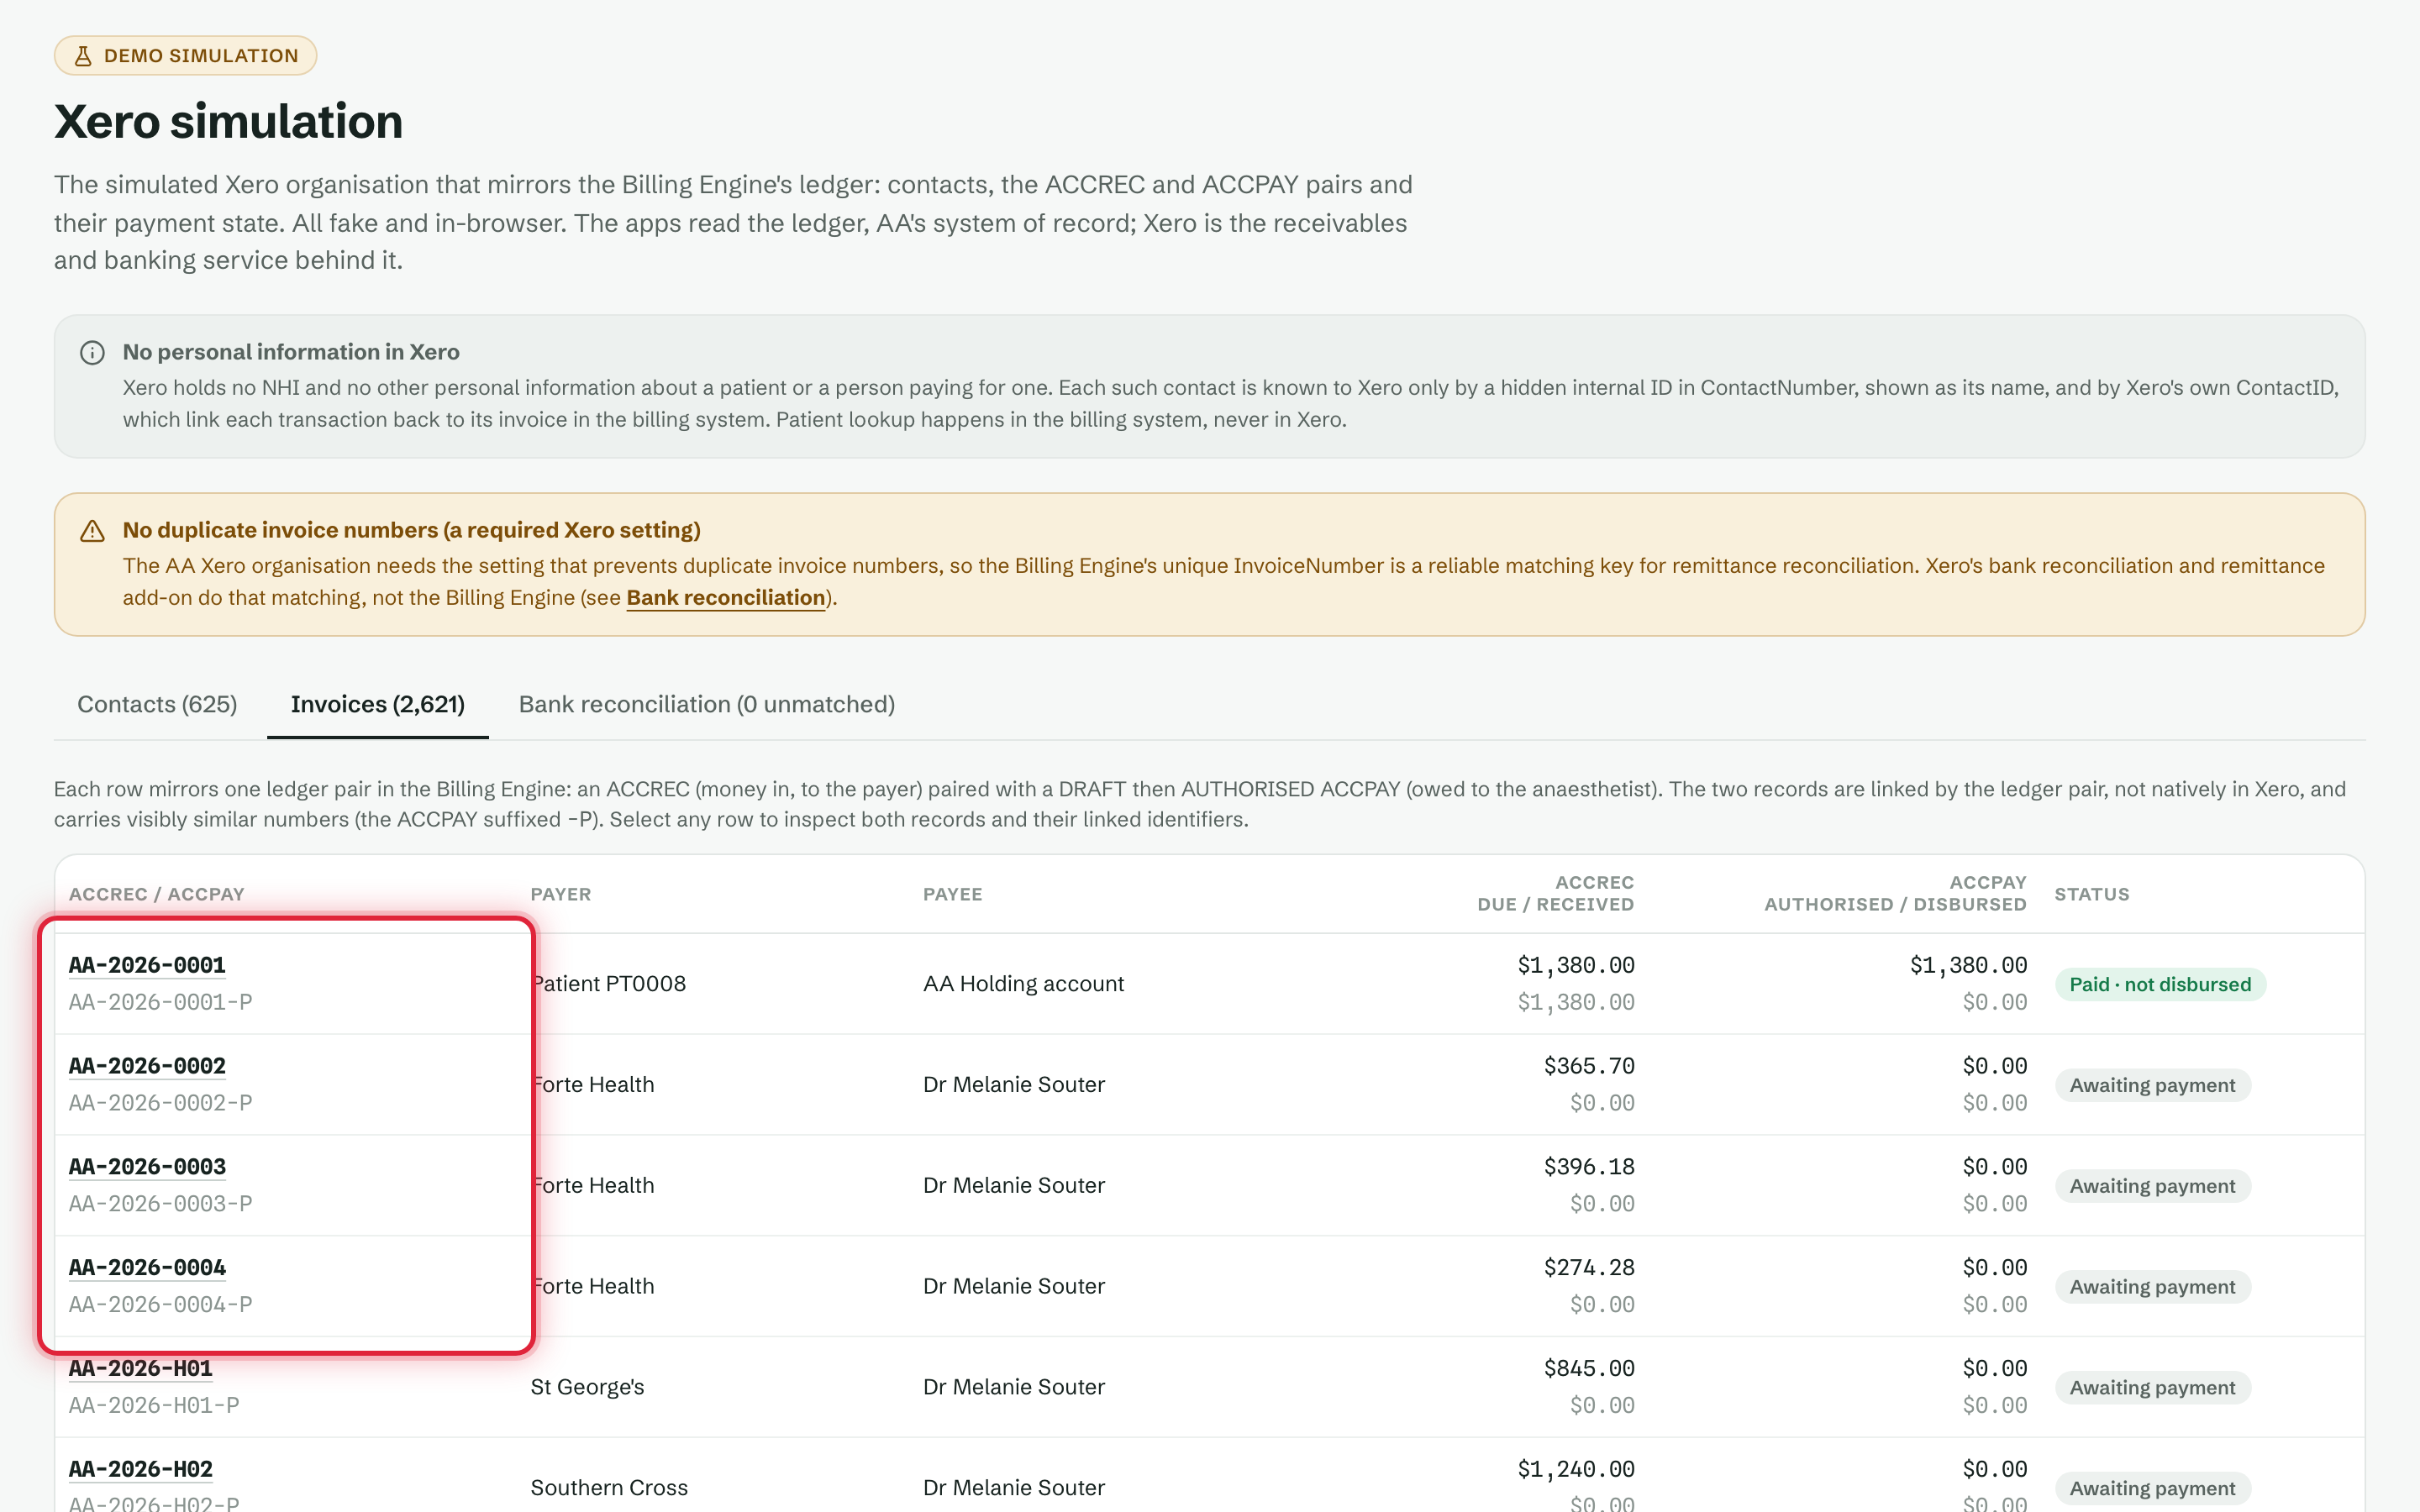 DEMO SIMULATION
Xero simulation
The simulated Xero organisation that mirrors the Billing Engine's ledger: contacts, the ACCREC and ACCPAY pairs and
their payment state. All fake and in-browser. The apps read the ledger, AA's system of record; Xero is the receivables
and banking service behind it.
No personal information in Xero
Xero holds no NHI and no other personal information about a patient or a person paying for one. Each such contact is known to Xero only by a hidden internal ID in ContactNumber, shown as its name, and by Xero's own ContactID,
which link each transaction back to its invoice in the billing system. Patient lookup happens in the billing system, never in Xero.
No duplicate invoice numbers (a required Xero setting)
The AA Xero organisation needs the setting that prevents duplicate invoice numbers, so the Billing Engine's unique InvoiceNumber is a reliable matching key for remittance reconciliation. Xero's bank reconciliation and remittance
add-on do that matching, not the Billing Engine (see Bank reconciliation).
Contacts (625) Invoices (2,621) Bank reconciliation (0 unmatched)
Each row mirrors one ledger pair in the Billing Engine: an ACCREC (money in, to the payer) paired with a DRAFT then AUTHORISED ACCPAY (owed to the anaesthetist). The two records are linked by the ledger pair, not natively in Xero, and
carries visibly similar numbers (the ACCPAY suffixed -P). Select any row to inspect both records and their linked identifiers.
ACCREC / ACCPAY PAYER PAYEE ACCREC DUE / RECEIVED ACCPAY AUTHORISED / DISBURSED STATUS
AA-2026-0001 Patient PT0008 AA Holding account $1,380.00 $1,380.00 Paid · not disbursed
AA-2026-0001-P $1,380.00 $0.00
AA-2026-0002 Forte Health Dr Melanie Souter $365.70 $0.00 Awaiting payment
AA-2026-0002-P $0.00 $0.00
AA-2026-0003 Forte Health Dr Melanie Souter $396.18 $0.00 Awaiting payment
AA-2026-0003-P $0.00 $0.00
AA-2026-0004 Forte Health Dr Melanie Souter $274.28 $0.00 Awaiting payment
AA-2026-0004-P $0.00 $0.00
AA-2026-H01 St George's Dr Melanie Souter $845.00 $0.00 Awaiting payment
AA-2026-H01-P $0.00 $0.00
AA-2026-H02 Southern Cross Dr Melanie Souter $1,240.00 $0.00 Awaiting payment
AA-2026-H02-P $0.00 $0.00